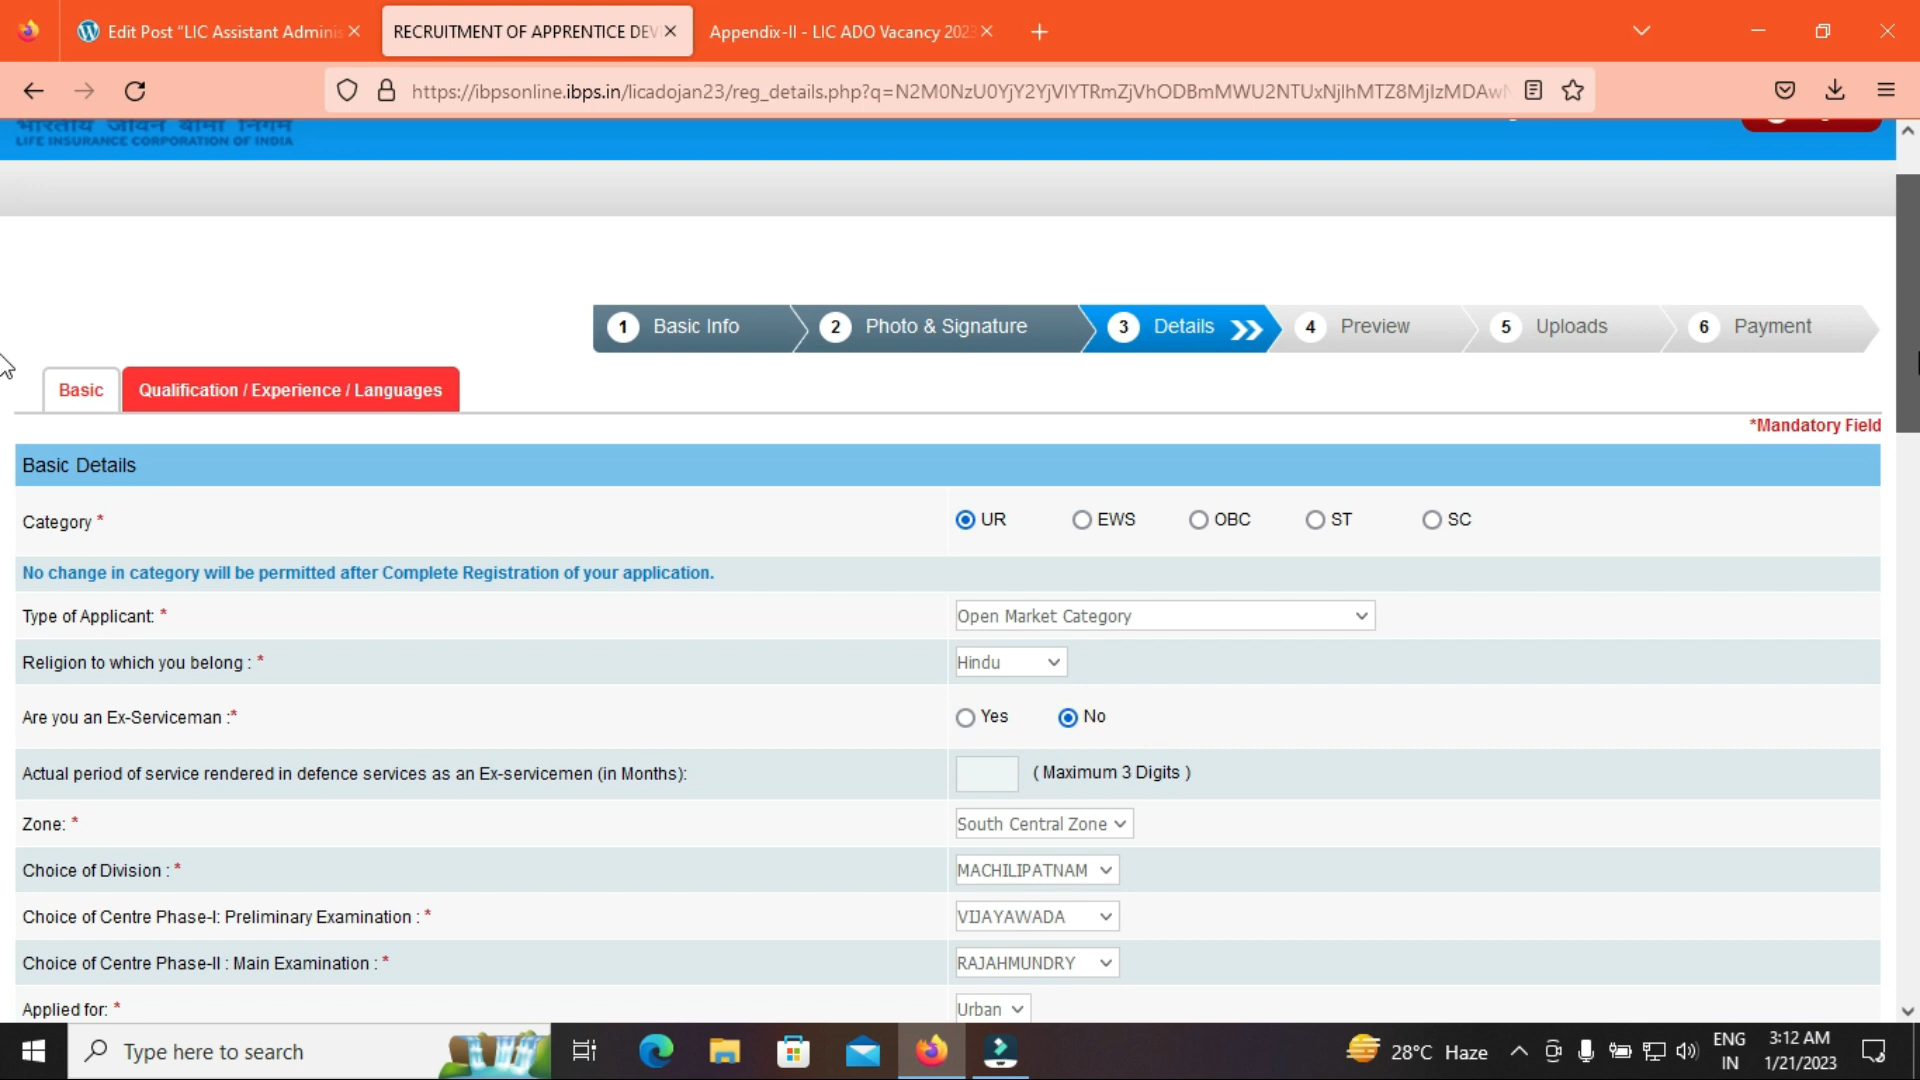 Edit Post "LIC Assistant Adminis
RECRUITMENT OF APPRENTICE DEV
Appendix-II - LIC ADO Vacancy 2023
https://ibpsonline.ibps.in/licadojan23/reg_details.php?q=
भारतीय जीवन बीमा निगम
LIFE INSURANCE CORPORATION OF INDIA
1 Basic Info 2 Photo & Signature 3 Details 4 Preview 5 Uploads 6 Payment
Basic Qualification / Experience / Languages
*Mandatory Field
Basic Details
Category * UR EWS OBC ST SC
No change in category will be permitted after Complete Registration of your application.
Type of Applicant: * Open Market Category
Religion to which you belong : * Hindu
Are you an Ex-Serviceman :* Yes No
Actual period of service rendered in defence services as an Ex-servicemen (in Months): ( Maximum 3 Digits )
Zone: * South Central Zone
Choice of Division : * MACHILIPATNAM
Choice of Centre Phase-I: Preliminary Examination : * VIJAYAWADA
Choice of Centre Phase-II : Main Examination : * RAJAHMUNDRY
Applied for: * Urban
Type here to search
28°C Haze
ENG
IN
3:12 AM
1/21/2023